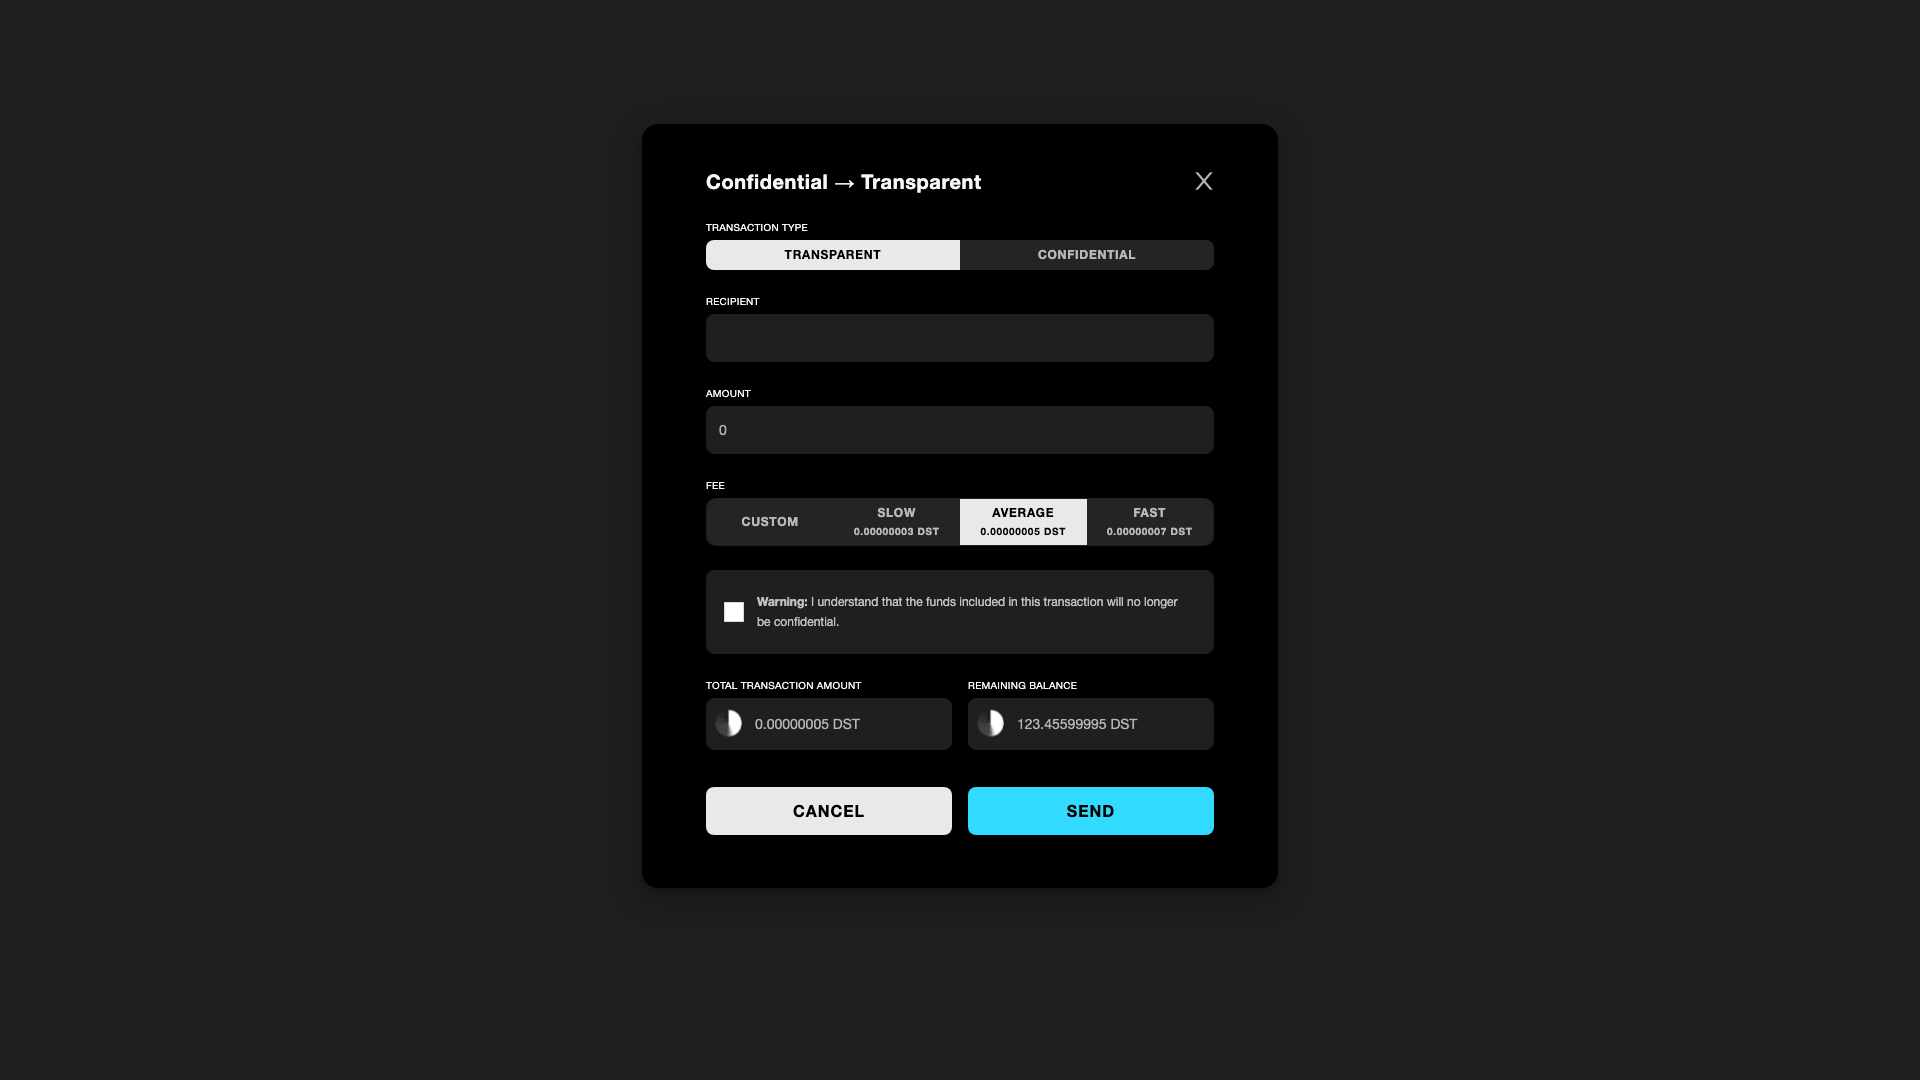 Confidential → Transparent
X
TRANSACTION TYPE
TRANSPARENT
CONFIDENTIAL
RECIPIENT
AMOUNT
0
FEE
CUSTOM
SLOW
0.00000003 DST
AVERAGE
0.00000005 DST
FAST
0.00000007 DST
Warning: I understand that the funds included in this transaction will no longer
be confidential.
TOTAL TRANSACTION AMOUNT
0.00000005 DST
REMAINING BALANCE
123.45599995 DST
CANCEL
SEND